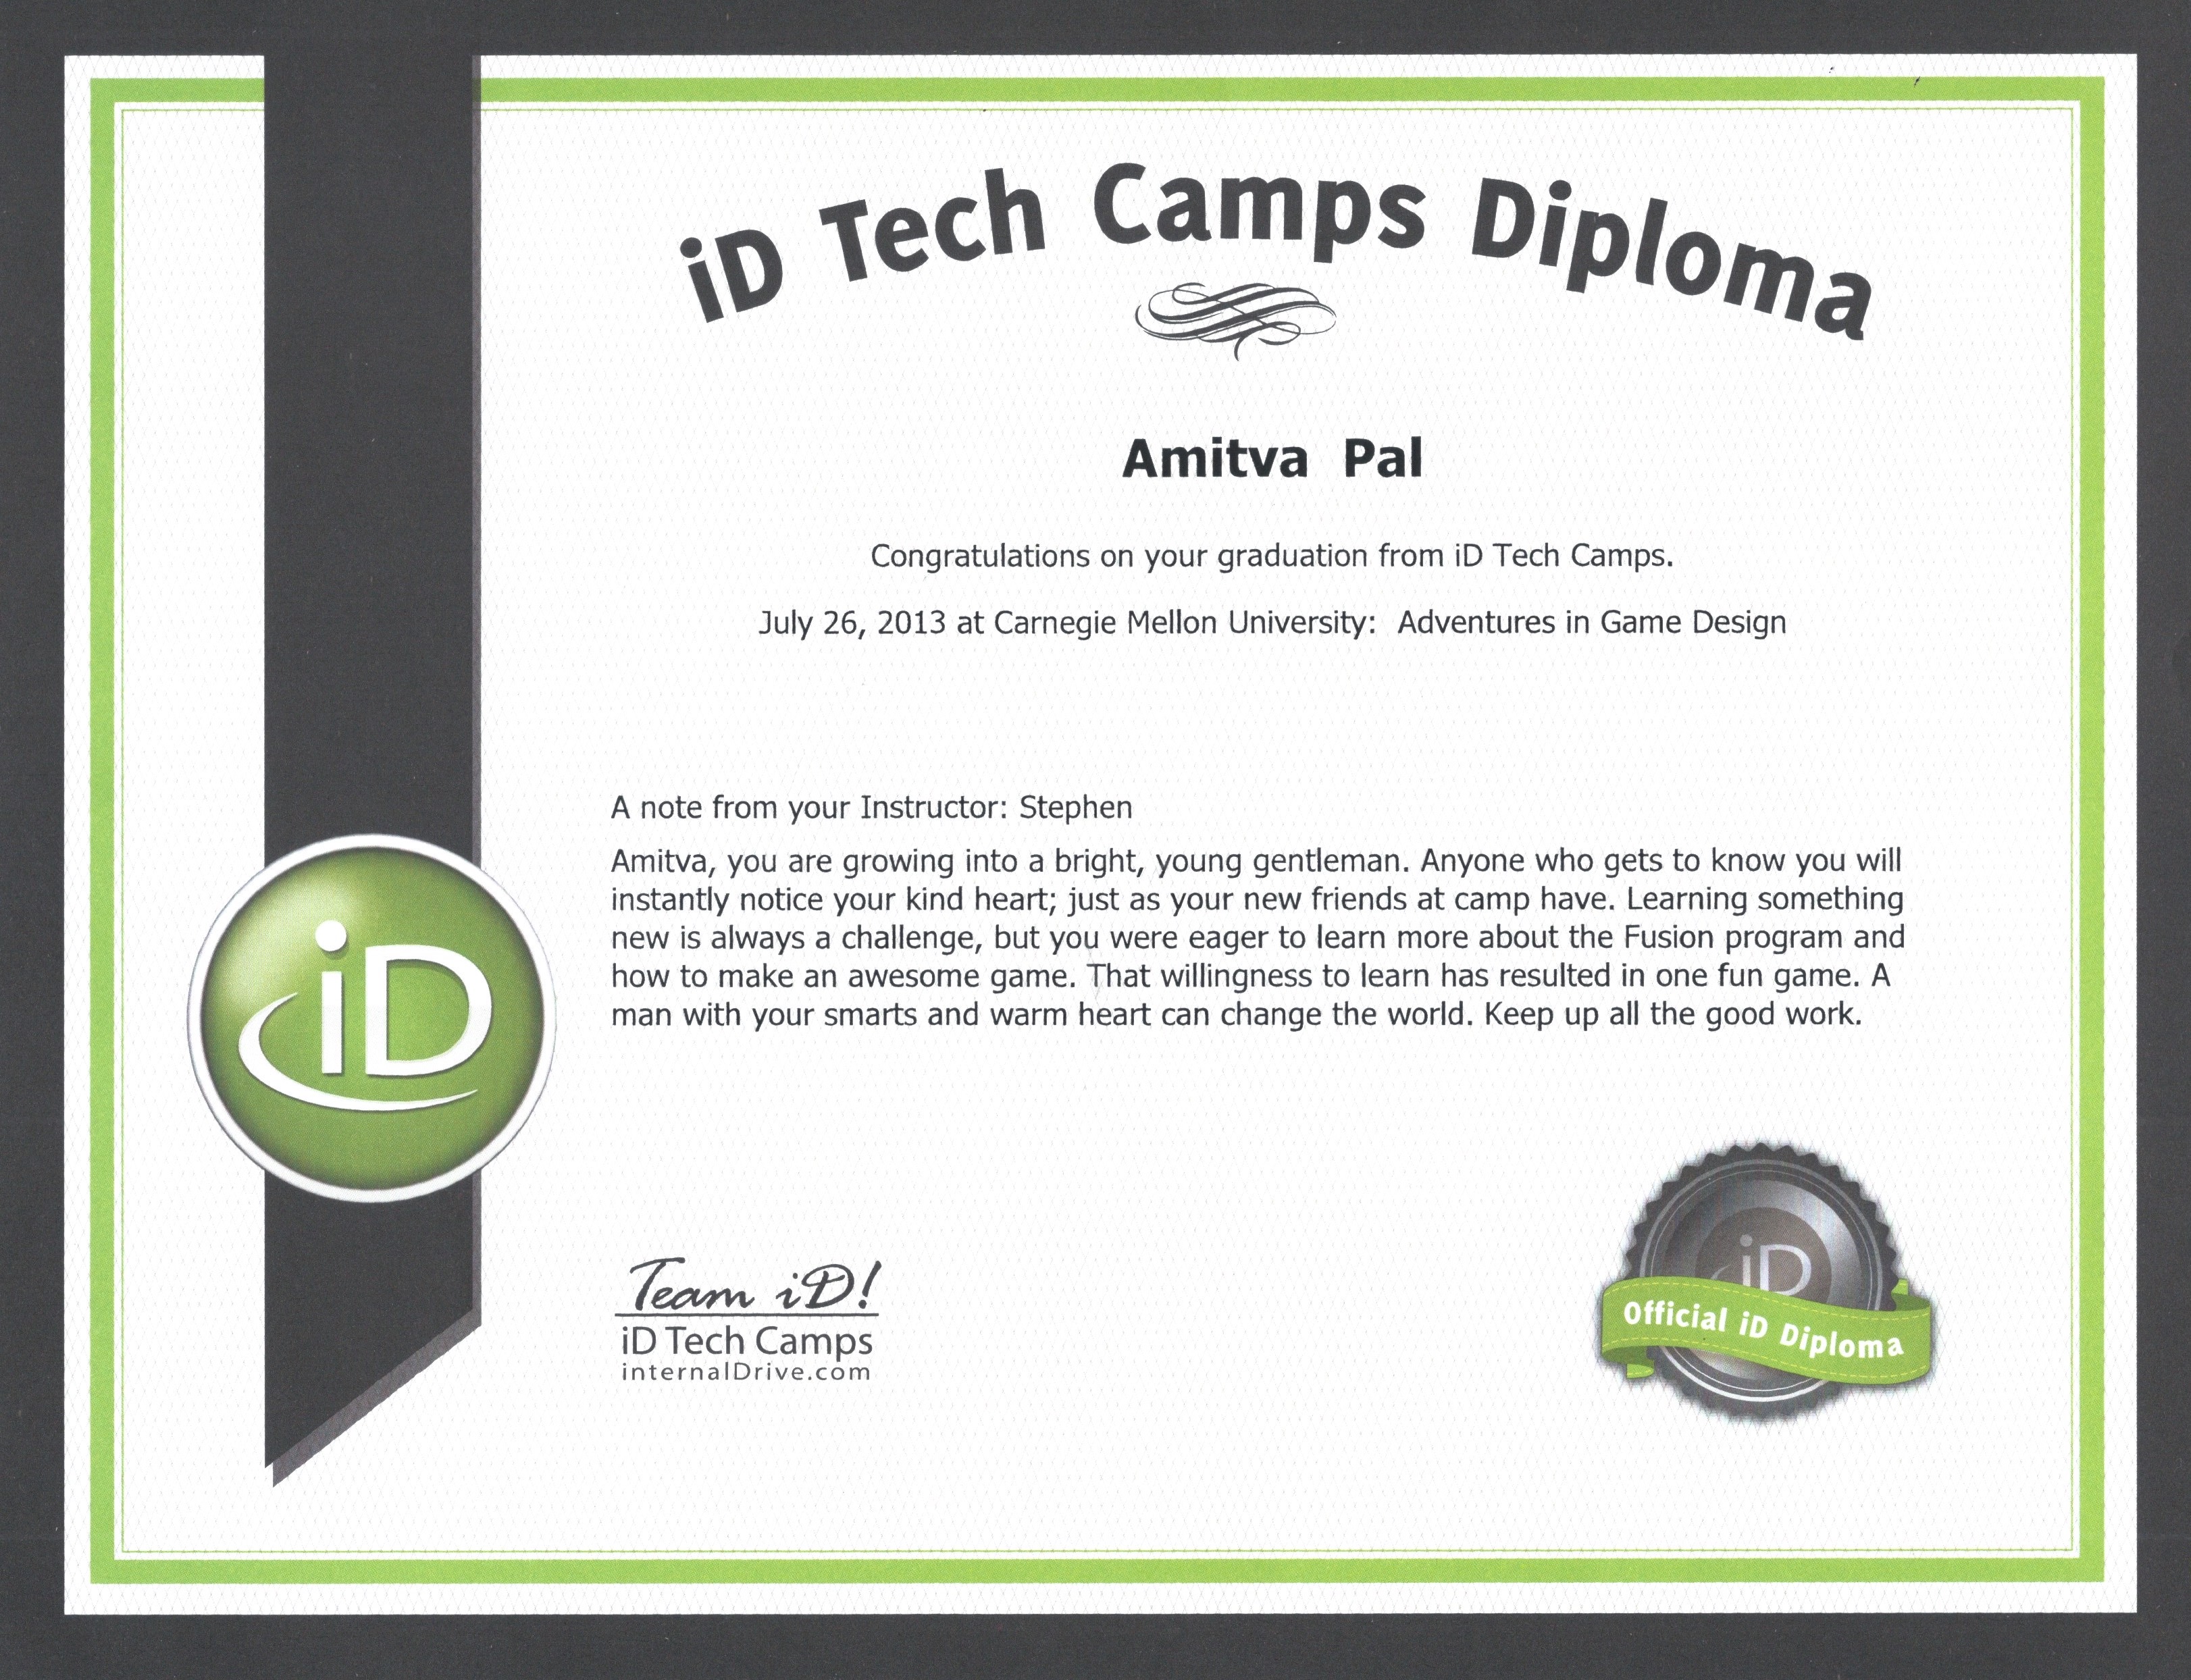 iD Tech Camps Diploma
Amitva Pal
Congratulations on your graduation from iD Tech Camps.
July 26, 2013 at Carnegie Mellon University: Adventures in Game Design
A note from your Instructor: Stephen
Amitva, you are growing into a bright, young gentleman. Anyone who gets to know you will
instantly notice your kind heart; just as your new friends at camp have. Learning something
new is always a challenge, but you were eager to learn more about the Fusion program and
how to make an awesome game. That willingness to learn has resulted in one fun game. A
man with your smarts and warm heart can change the world. Keep up all the good work.
iD
Team iD!
iD Tech Camps
internalDrive.com
iD
Official iD Diploma